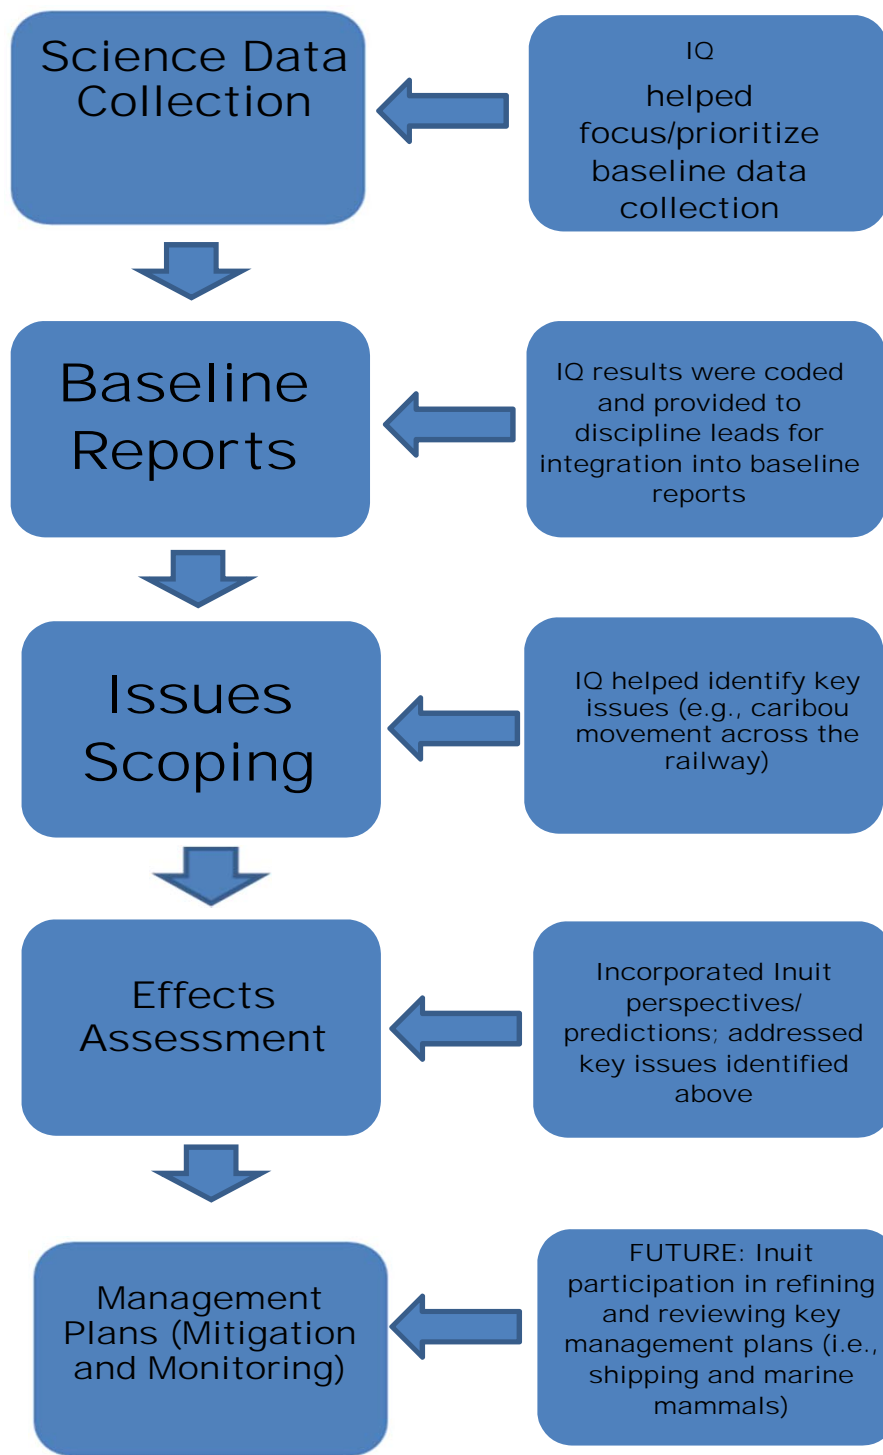 Science Data
Collection
IQ
helped
focus/prioritize
baseline data
collection
Baseline
Reports
IQ results were coded
and provided to
discipline leads for
integration into baseline
reports
Issues
Scoping
IQ helped identify key
issues (e.g., caribou
movement across the
railway)
Effects
Assessment
Incorporated Inuit
perspectives/
predictions; addressed
key issues identified
above
Management
Plans (Mitigation
and Monitoring)
FUTURE: Inuit
participation in refining
and reviewing key
management plans (i.e.,
shipping and marine
mammals)